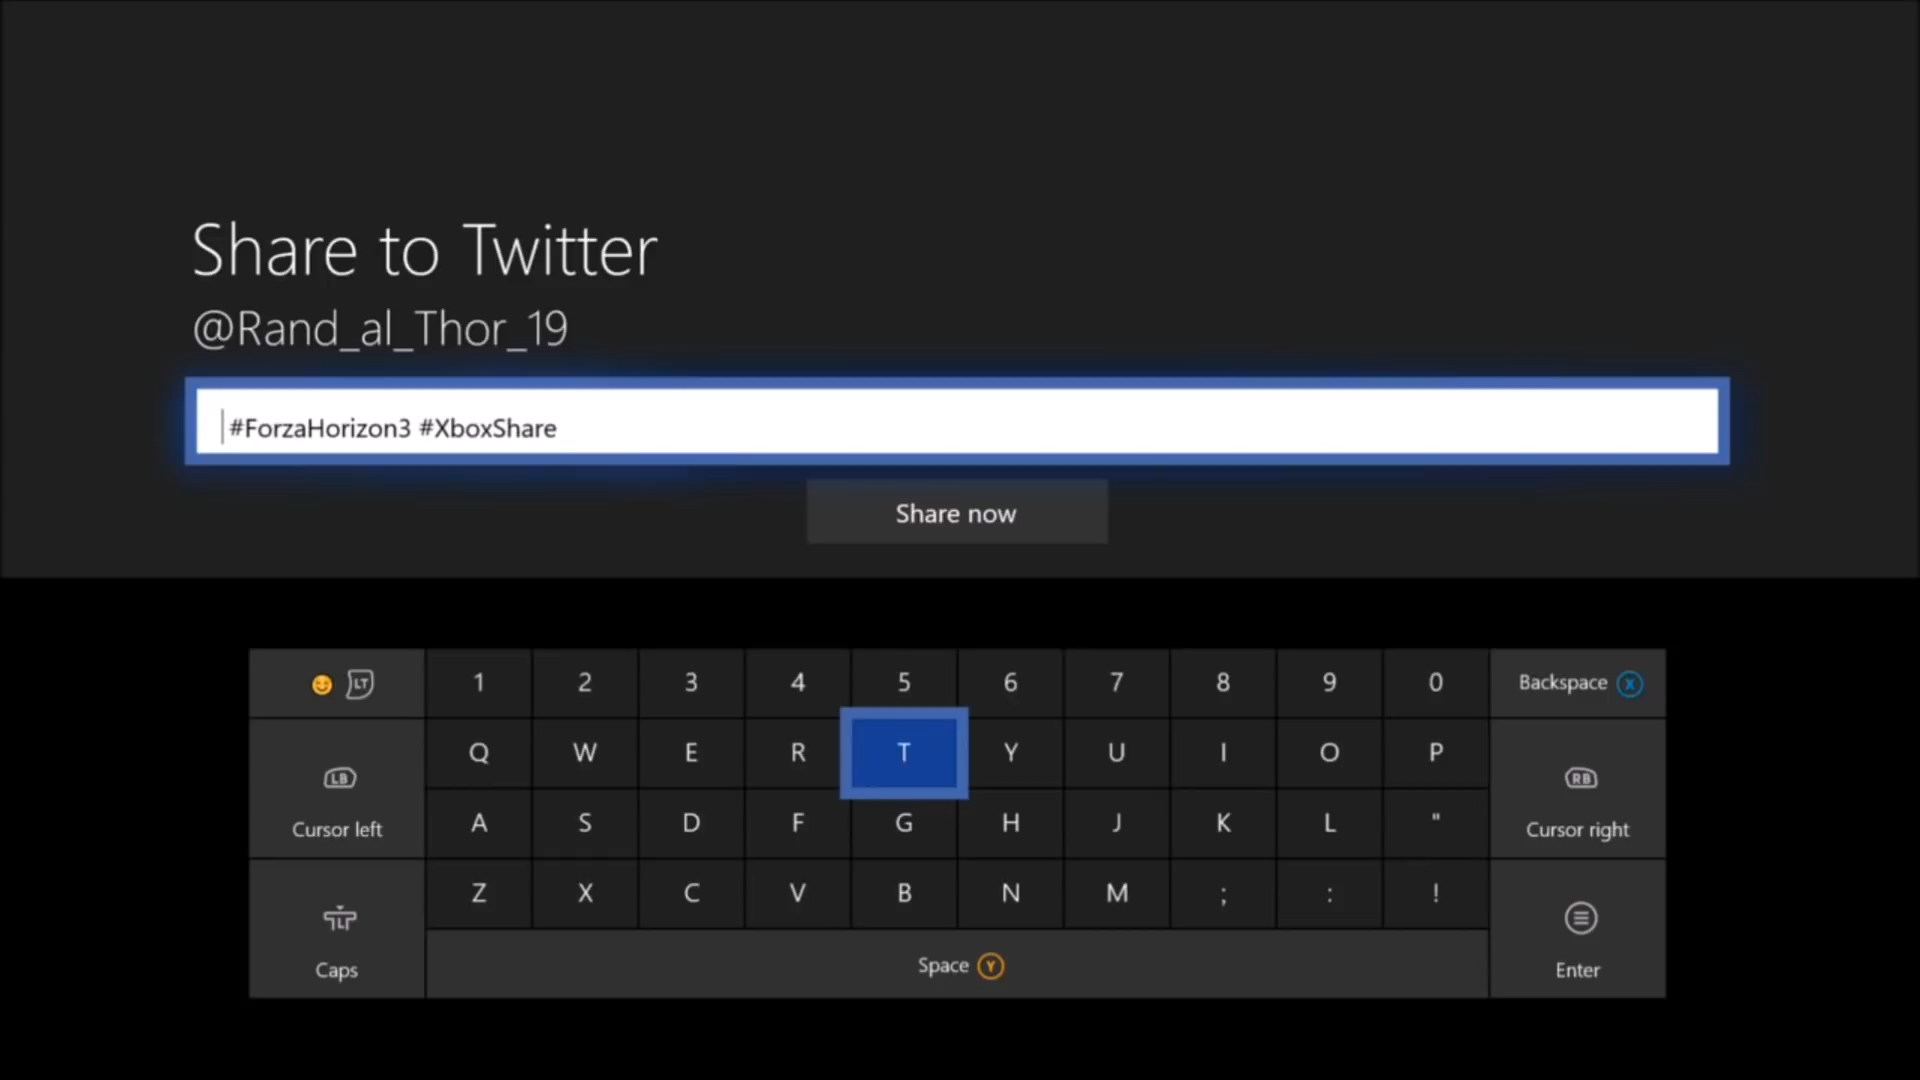 Share to Twitter
@Rand_al_Thor_19
#ForzaHorizon3 #XboxShare
Share now
LT 1 2 3 4 5 6 7 8 9 0 Backspace X
Q W E R T Y U I O P
LB Cursor left
A S D F G H J K L "
RB Cursor right
Z X C V B N M ; : !
Caps
Space Y
Enter